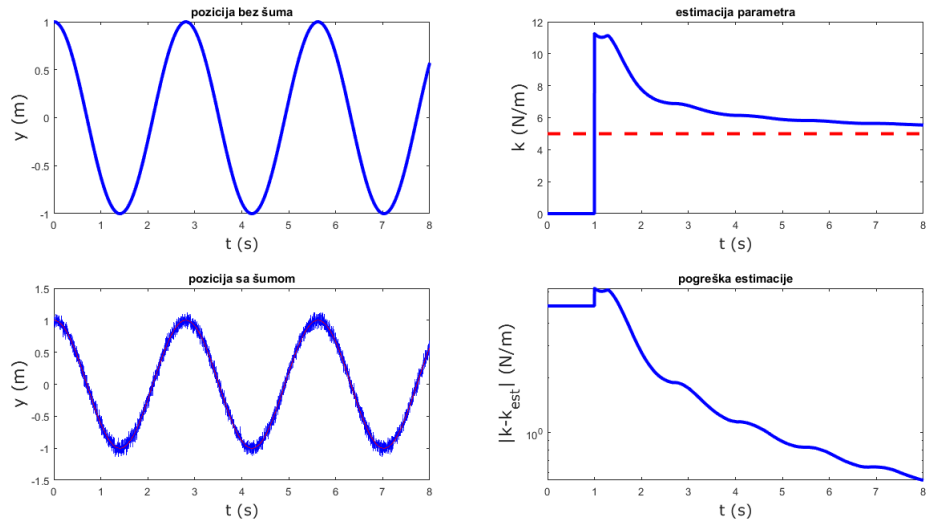 pozicija bez šuma
y (m)
1
0.5
0
-0.5
-1
0 1 2 3 4 5 6 7 8
t (s)
estimacija parametra
k (N/m)
12
10
8
6
4
2
0
0 1 2 3 4 5 6 7 8
t (s)
pozicija sa šumom
y (m)
1.5
1
0.5
0
-0.5
-1
-1.5
0 1 2 3 4 5 6 7 8
t (s)
pogreška estimacije
|k-k_est| (N/m)
10^0
0 1 2 3 4 5 6 7 8
t (s)